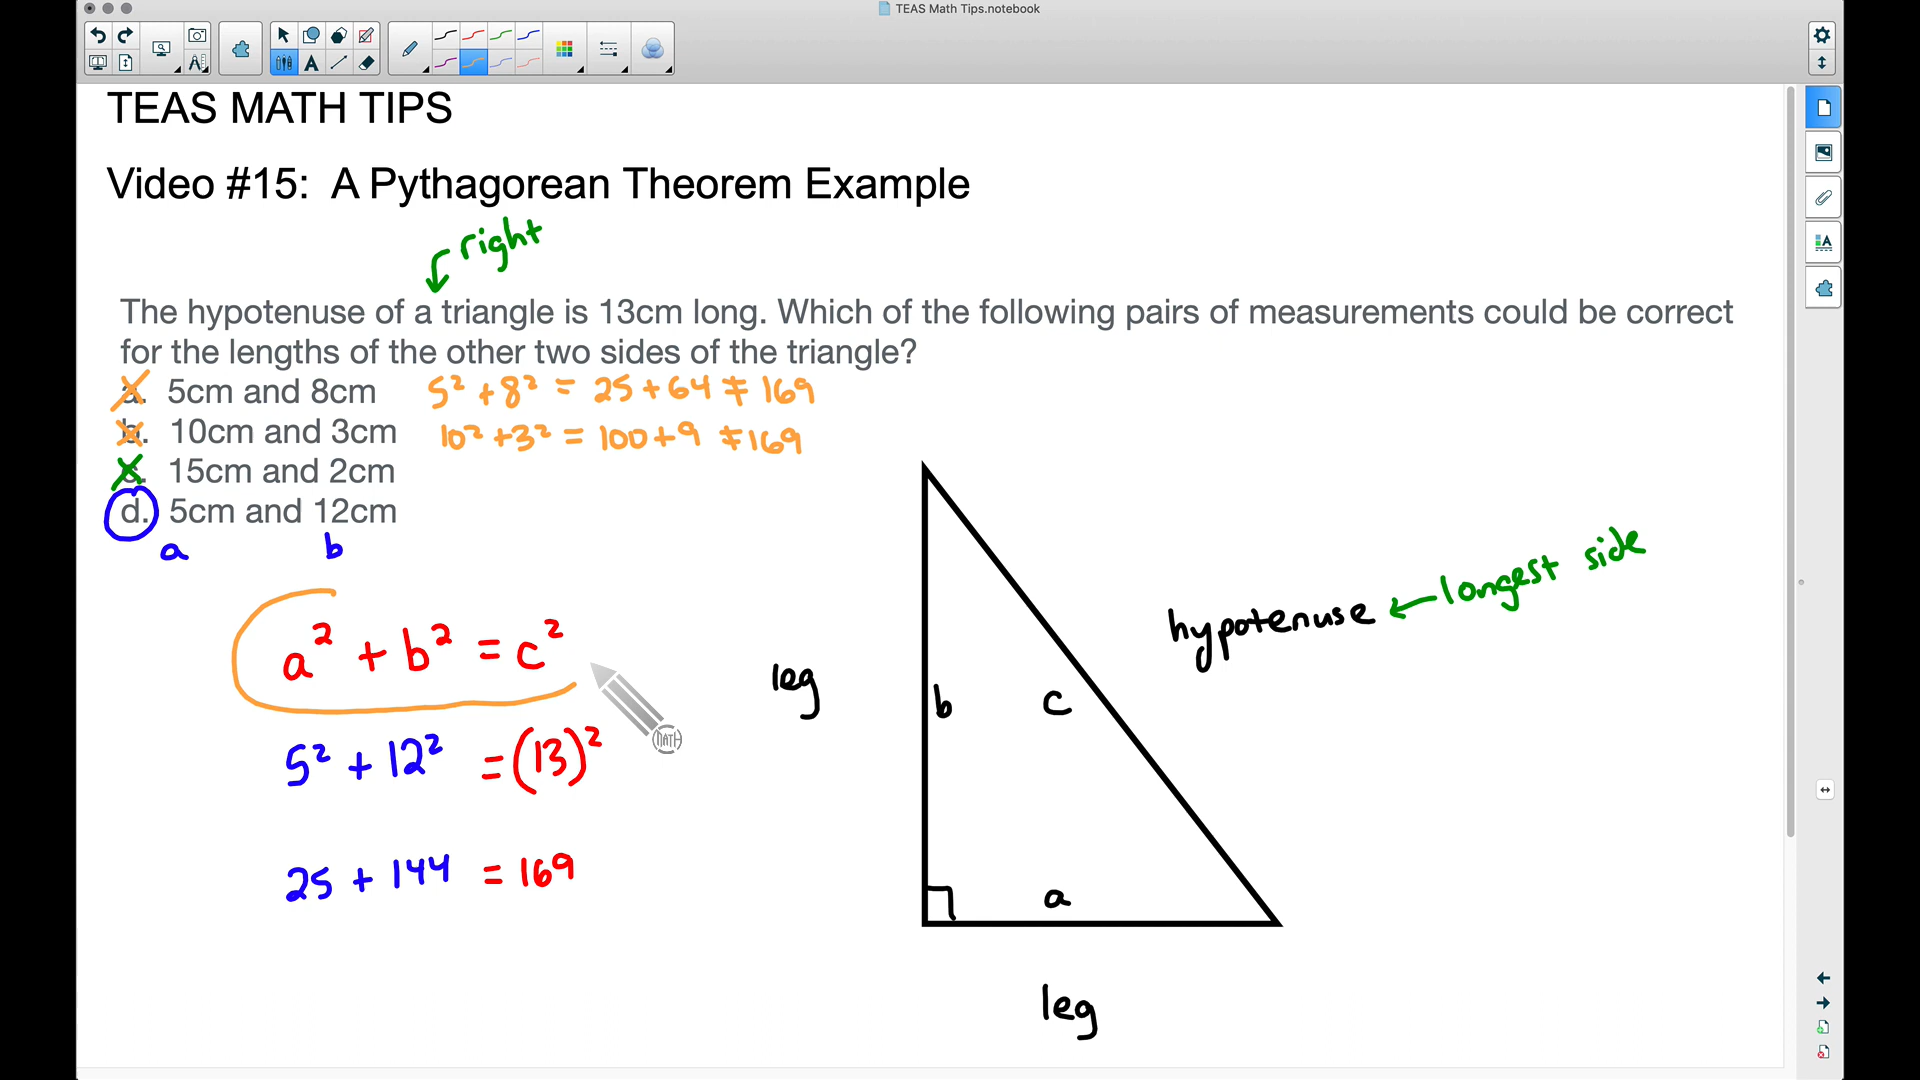 TEAS Math Tips.notebook
TEAS MATH TIPS
Video #15: A Pythagorean Theorem Example
right
The hypotenuse of a triangle is 13cm long. Which of the following pairs of measurements could be correct
for the lengths of the other two sides of the triangle?
a. 5cm and 8cm 5² + 8² = 25 + 64 ≠ 169
b. 10cm and 3cm 10² + 3² = 100 + 9 ≠ 169
c. 15cm and 2cm
d. 5cm and 12cm
a b
longest side
hypotenuse
a² + b² = c²
leg
b c
MATH
5² + 12² = (13)²
25 + 144 = 169
a
leg